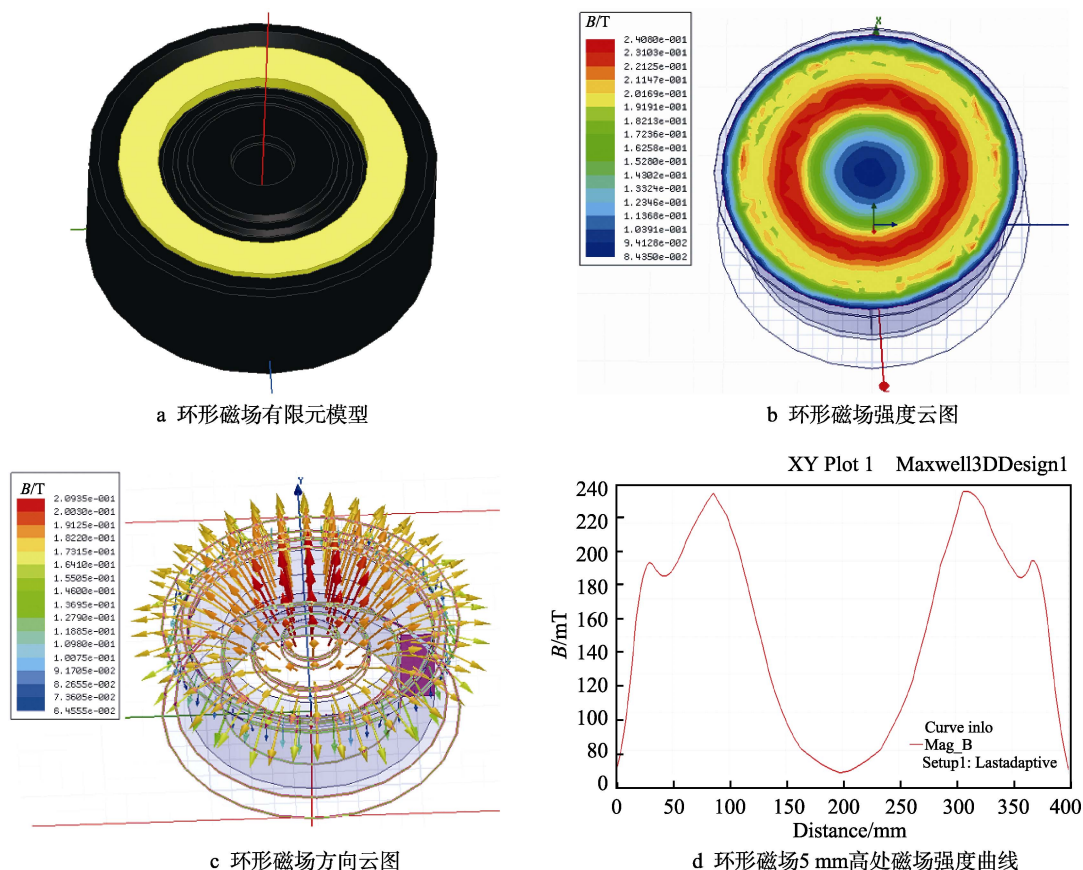 B/T
2.4080e-001
2.3103e-001
2.2125e-001
2.1147e-001
2.0169e-001
1.9191e-001
1.8213e-001
1.7236e-001
1.6258e-001
1.5280e-001
1.4302e-001
1.3324e-001
1.2346e-001
1.1368e-001
1.0391e-001
9.4128e-002
8.4350e-002
X
a 环形磁场有限元模型
b 环形磁场强度云图
B/T
2.0935e-001
2.0030e-001
1.9125e-001
1.8220e-001
1.7315e-001
1.6410e-001
1.5505e-001
1.4600e-001
1.3695e-001
1.2790e-001
1.1885e-001
1.0980e-001
1.0075e-001
9.1705e-002
8.2655e-002
7.3605e-002
6.4555e-002
Y
c 环形磁场方向云图
XY Plot 1 Maxwell3DDesign1
B/mT
240
220
200
180
160
140
120
100
80
0
Curve inlo
Mag_B
Setup1: Lastadaptive
0 50 100 150 200 250 300 350 400
Distance/mm
d 环形磁场5 mm高处磁场强度曲线